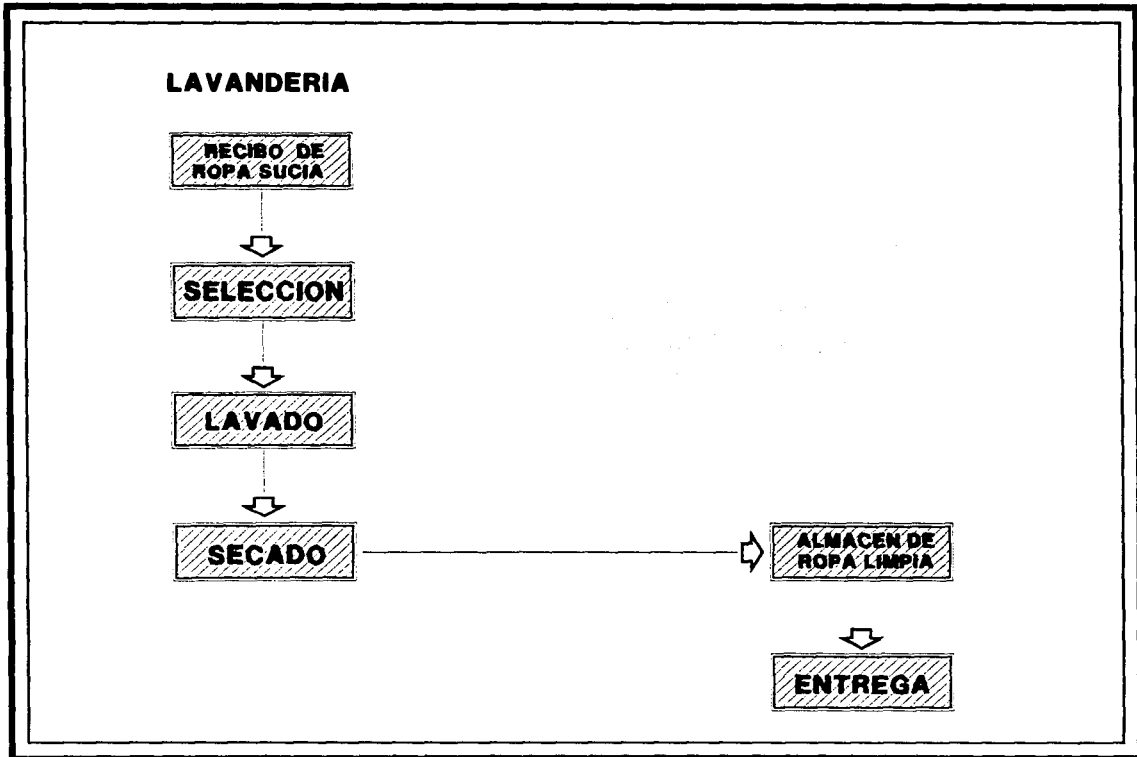 LAVANDERIA
RECIBO DE
ROPA SUCIA
SELECCION
LAVADO
SECADO
ALMACEN DE
ROPA LIMPIA
ENTREGA